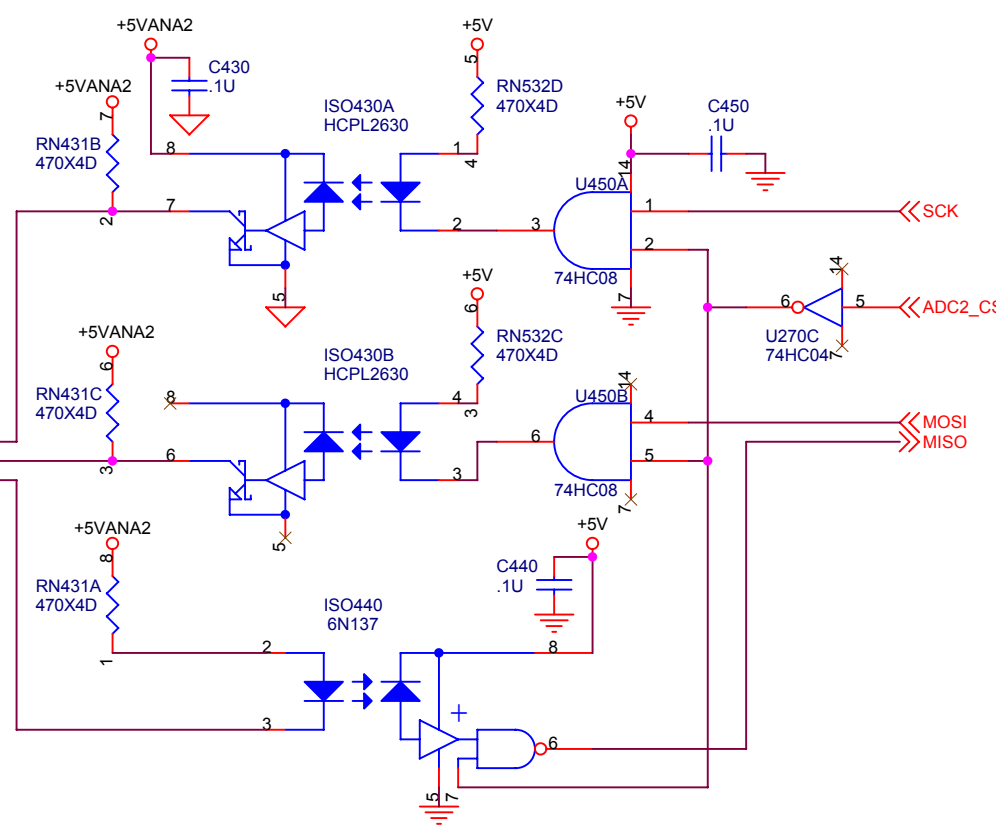 +5VANA2
+5V
C430
.1U
5
+5VANA2
RN532D
470X4D
+5V
C450
.1U
7
ISO430A
HCPL2630
RN431B
470X4D
8
1
4
14
U450A
7
2
2
3
1
SCK
2
74HC08
14
5
+5V
7
6
5
ADC2_CS
6
U270C
74HC04
7
+5VANA2
RN532C
470X4D
6
ISO430B
HCPL2630
RN431C
470X4D
8
4
3
14
U450B
4
MOSI
MISO
6
3
6
5
3
74HC08
7
+5VANA2
5
+5V
8
C440
.1U
RN431A
470X4D
ISO440
6N137
1
2
8
3
+
6
5
7